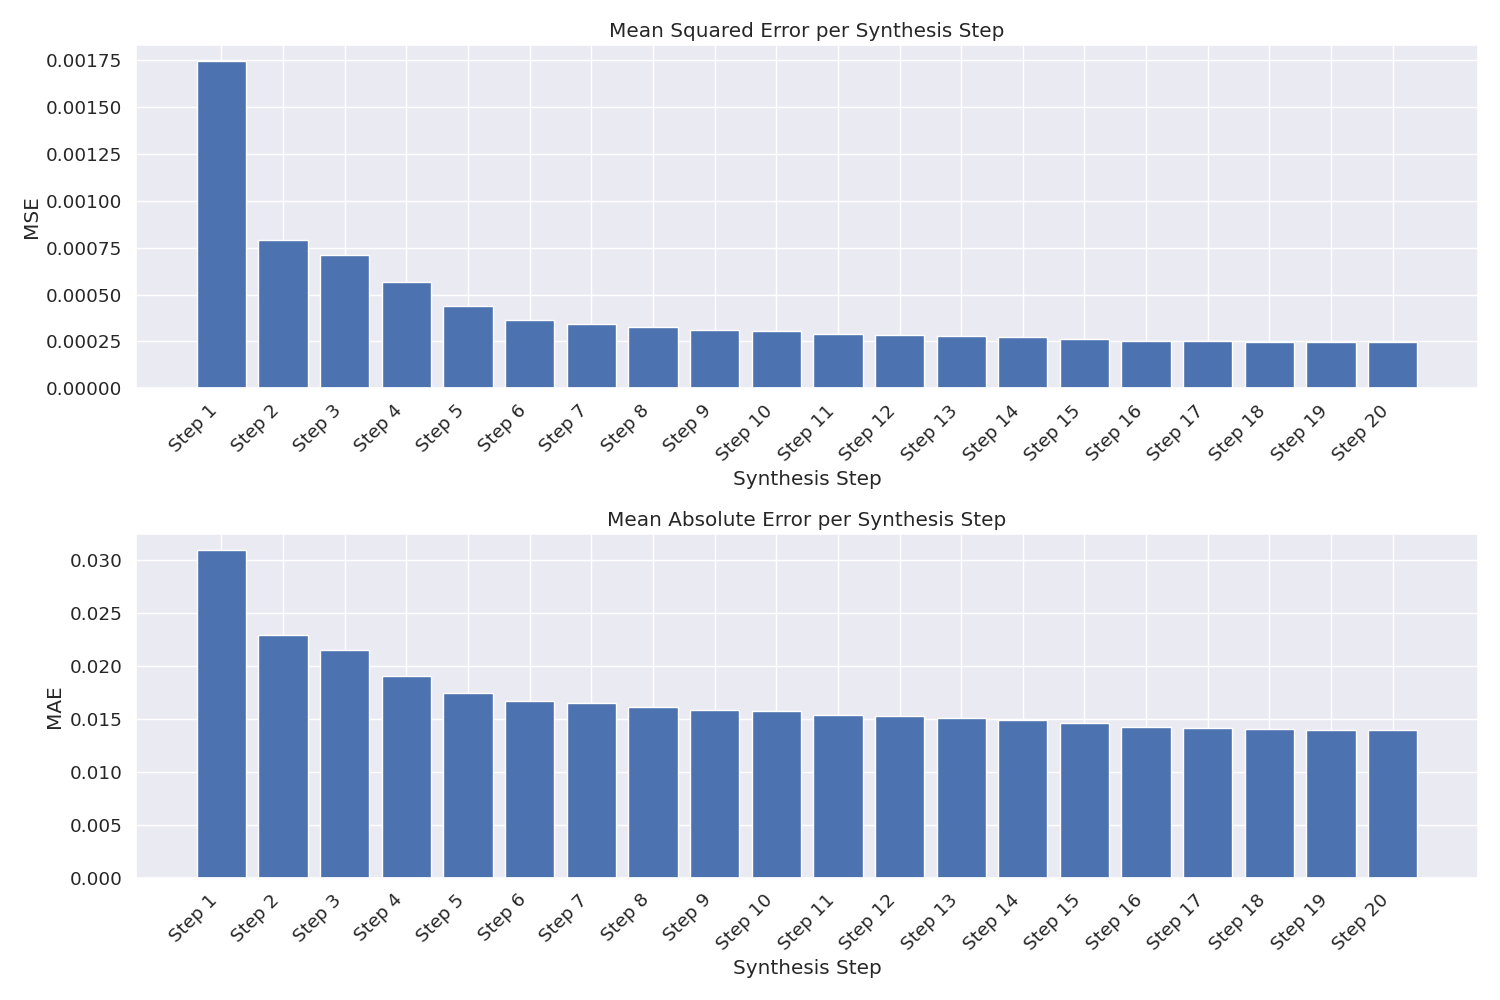 Mean Squared Error per Synthesis Step
0.00175
0.00150
0.00125
0.00100
0.00075
0.00050
0.00025
0.00000
MSE
Step 1 Step 2 Step 3 Step 4 Step 5 Step 6 Step 7 Step 8 Step 9 Step 10 Step 11 Step 12 Step 13 Step 14 Step 15 Step 16 Step 17 Step 18 Step 19 Step 20
Synthesis Step
Mean Absolute Error per Synthesis Step
0.030
0.025
0.020
0.015
0.010
0.005
0.000
MAE
Step 1 Step 2 Step 3 Step 4 Step 5 Step 6 Step 7 Step 8 Step 9 Step 10 Step 11 Step 12 Step 13 Step 14 Step 15 Step 16 Step 17 Step 18 Step 19 Step 20
Synthesis Step